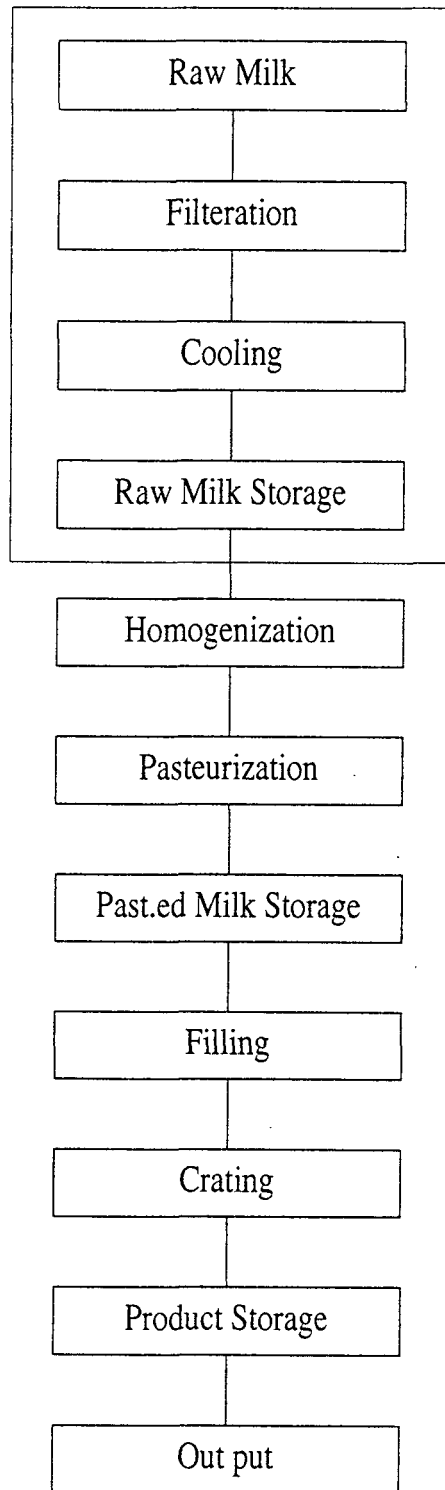 Raw Milk
Filteration
Cooling
Raw Milk Storage
Homogenization
Pasteurization
Past.ed Milk Storage
Filling
Crating
Product Storage
Out put